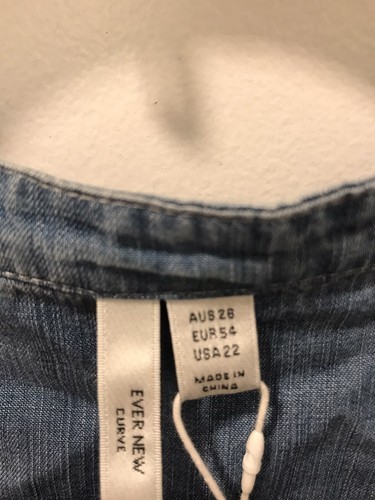 AUS 26
EUR 54
USA 22
MADE IN
CHINA
EVER NEW
CURVE